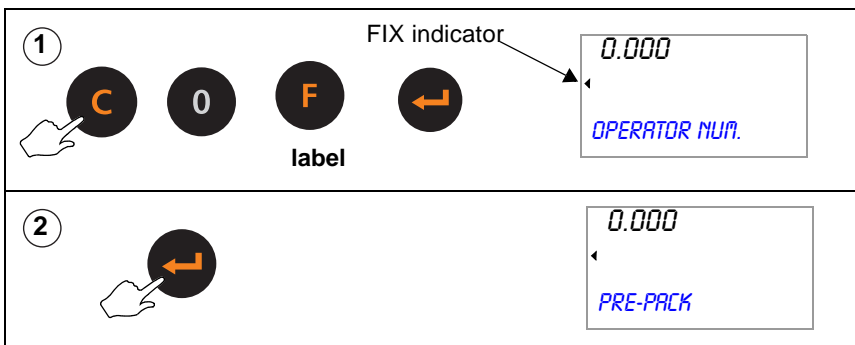 1
FIX indicator
0.000
C 0 F
label
OPERATOR NUM.
2
0.000
PRE-PACK